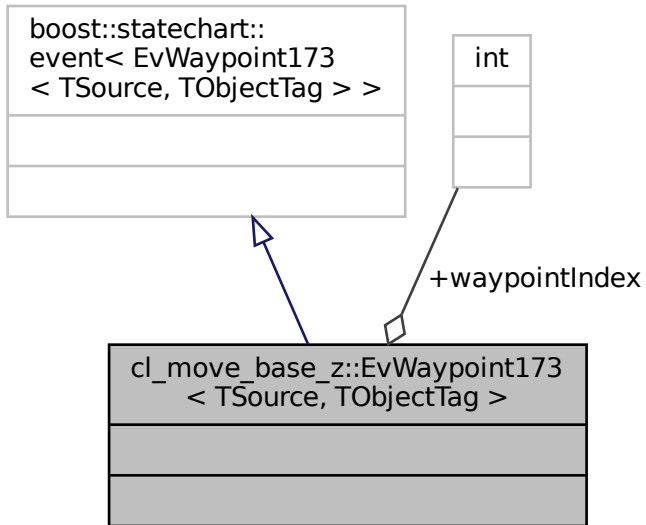 boost::statechart::
event< EvWaypoint173
< TSource, TObjectTag > >
int
+waypointIndex
cl_move_base_z::EvWaypoint173
< TSource, TObjectTag >